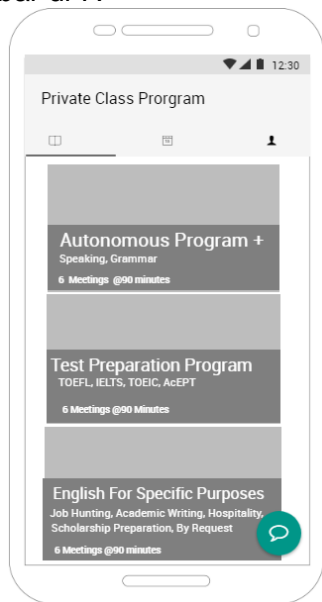 12:30
Private Class Prorgram
Autonomous Program +
Speaking, Grammar
6 Meetings @90 minutes
Test Preparation Program
TOEFL, IELTS, TOEIC, AcEPT
6 Meetings @90 Minutes
English For Specific Purposes
Job Hunting, Academic Writing, Hospitality,
Scholarship Preparation, By Request
6 Meetings @90 minutes